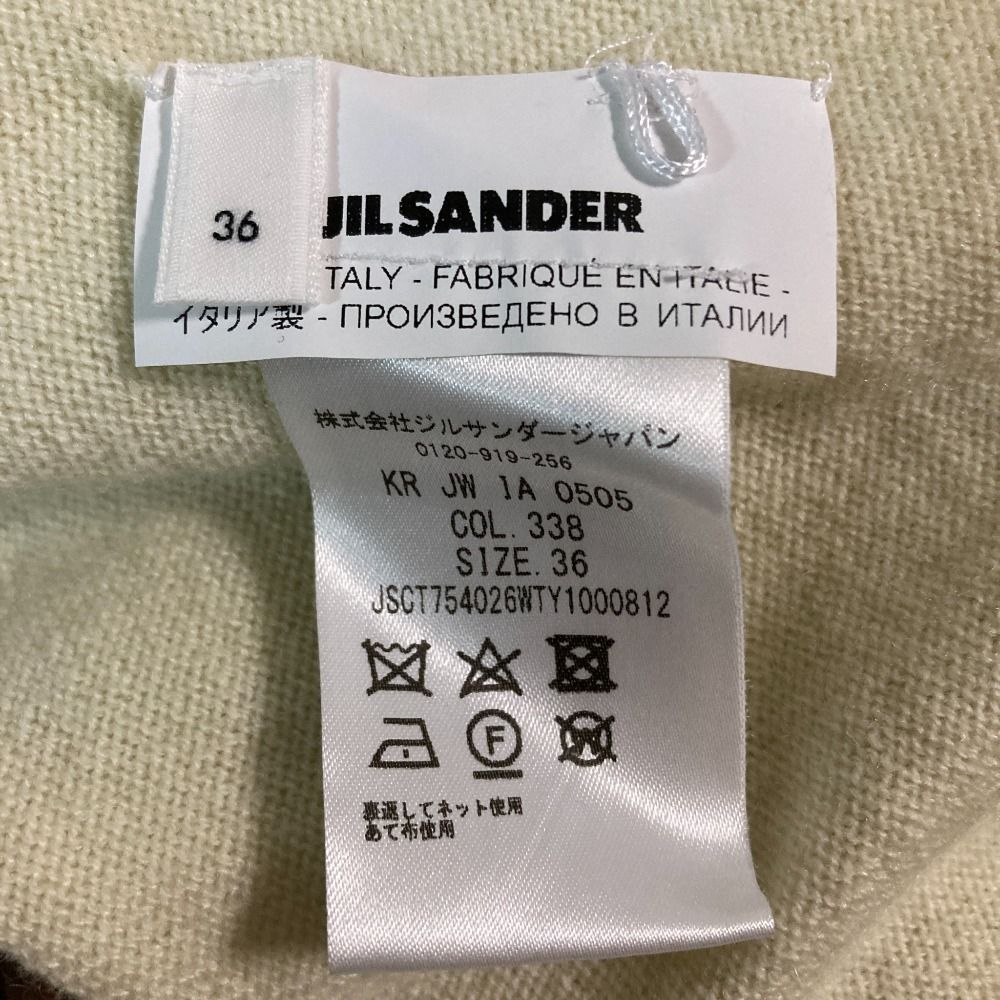 36
JIL SANDER
TALY - FABRIQUÉ EN ITALIE -
イタリア製 - ПРОИЗВЕДЕНО В ИТАЛИИ
株式会社ジルサンダージャパン
0120-919-256
KR JW IA 0505
COL. 338
SIZE. 36
JSCT754026WTY1000812
F
W
裏返してネット使用
あて布使用